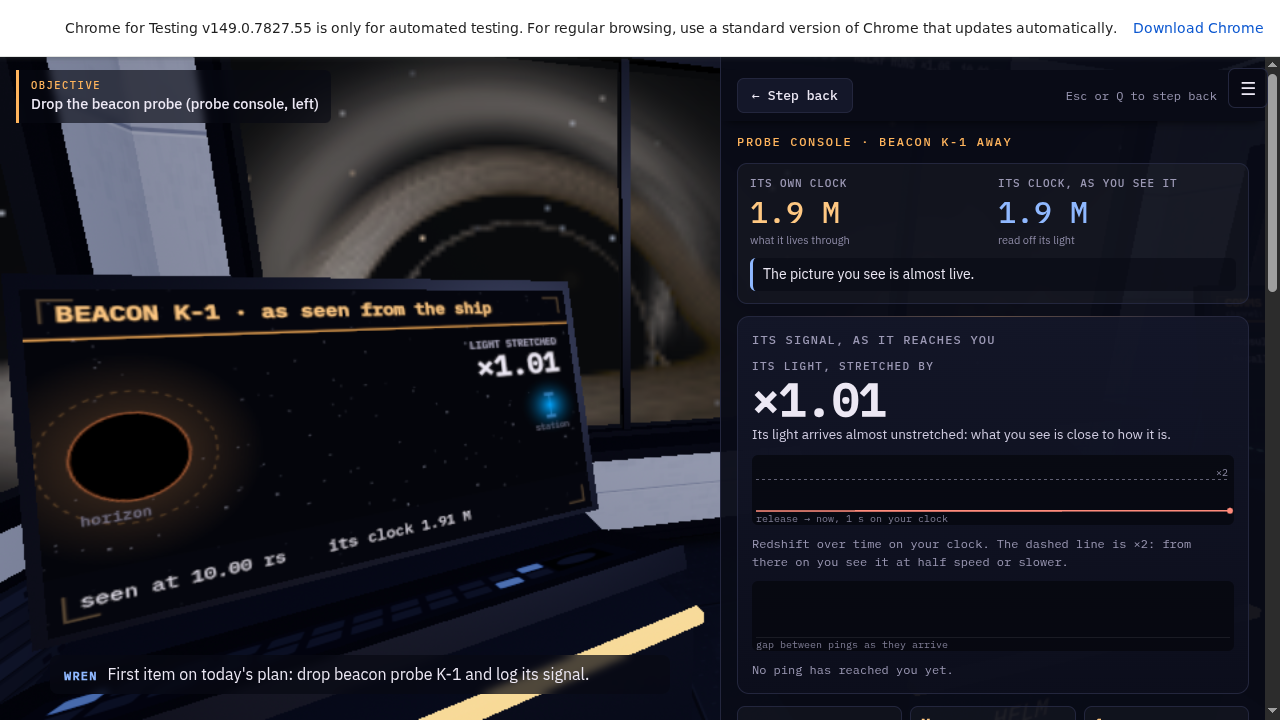 Chrome for Testing v149.0.7827.55 is only for automated testing. For regular browsing, use a standard version of Chrome that updates automatically. Download Chrome
OBJECTIVE
Drop the beacon probe (probe console, left)
← Step back
Esc or Q to step back
☰
PROBE CONSOLE · BEACON K-1 AWAY
ITS OWN CLOCK
1.9 M
what it lives through
ITS CLOCK, AS YOU SEE IT
1.9 M
read off its light
The picture you see is almost live.
ITS SIGNAL, AS IT REACHES YOU
ITS LIGHT, STRETCHED BY
×1.01
Its light arrives almost unstretched: what you see is close to how it is.
×2
release → now, 1 s on your clock
Redshift over time on your clock. The dashed line is ×2: from
there on you see it at half speed or slower.
gap between pings as they arrive
No ping has reached you yet.
BEACON K-1 · as seen from the ship
LIGHT STRETCHED
×1.01
station
horizon
its clock 1.91 M
seen at 10.00 rs
WREN First item on today's plan: drop beacon probe K-1 and log its signal.